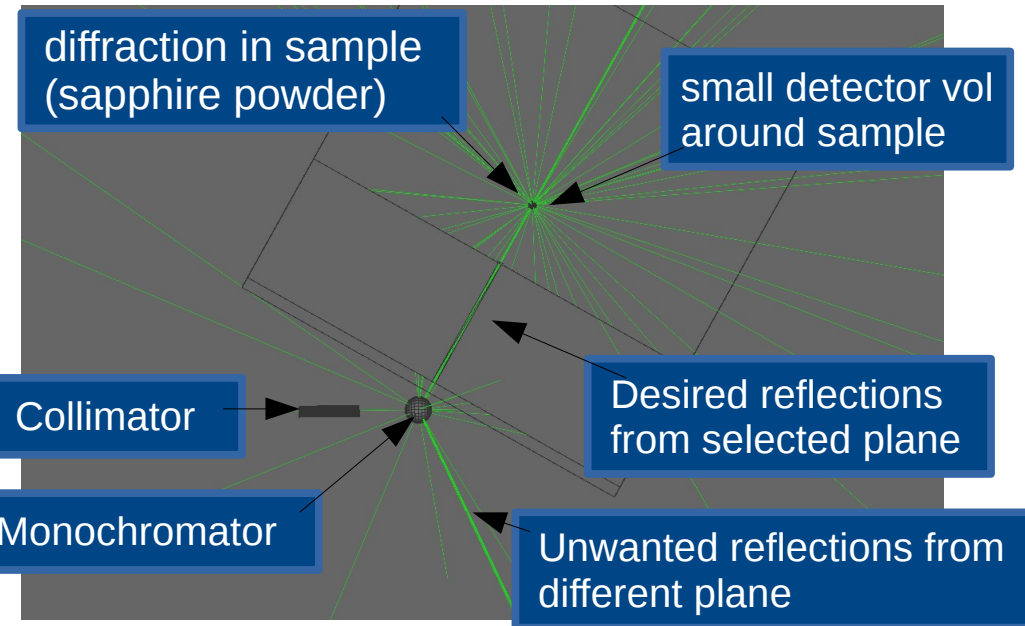 diffraction in sample
(sapphire powder)
small detector vol
around sample
Desired reflections
from selected plane
Collimator
Monochromator
Unwanted reflections from
different plane